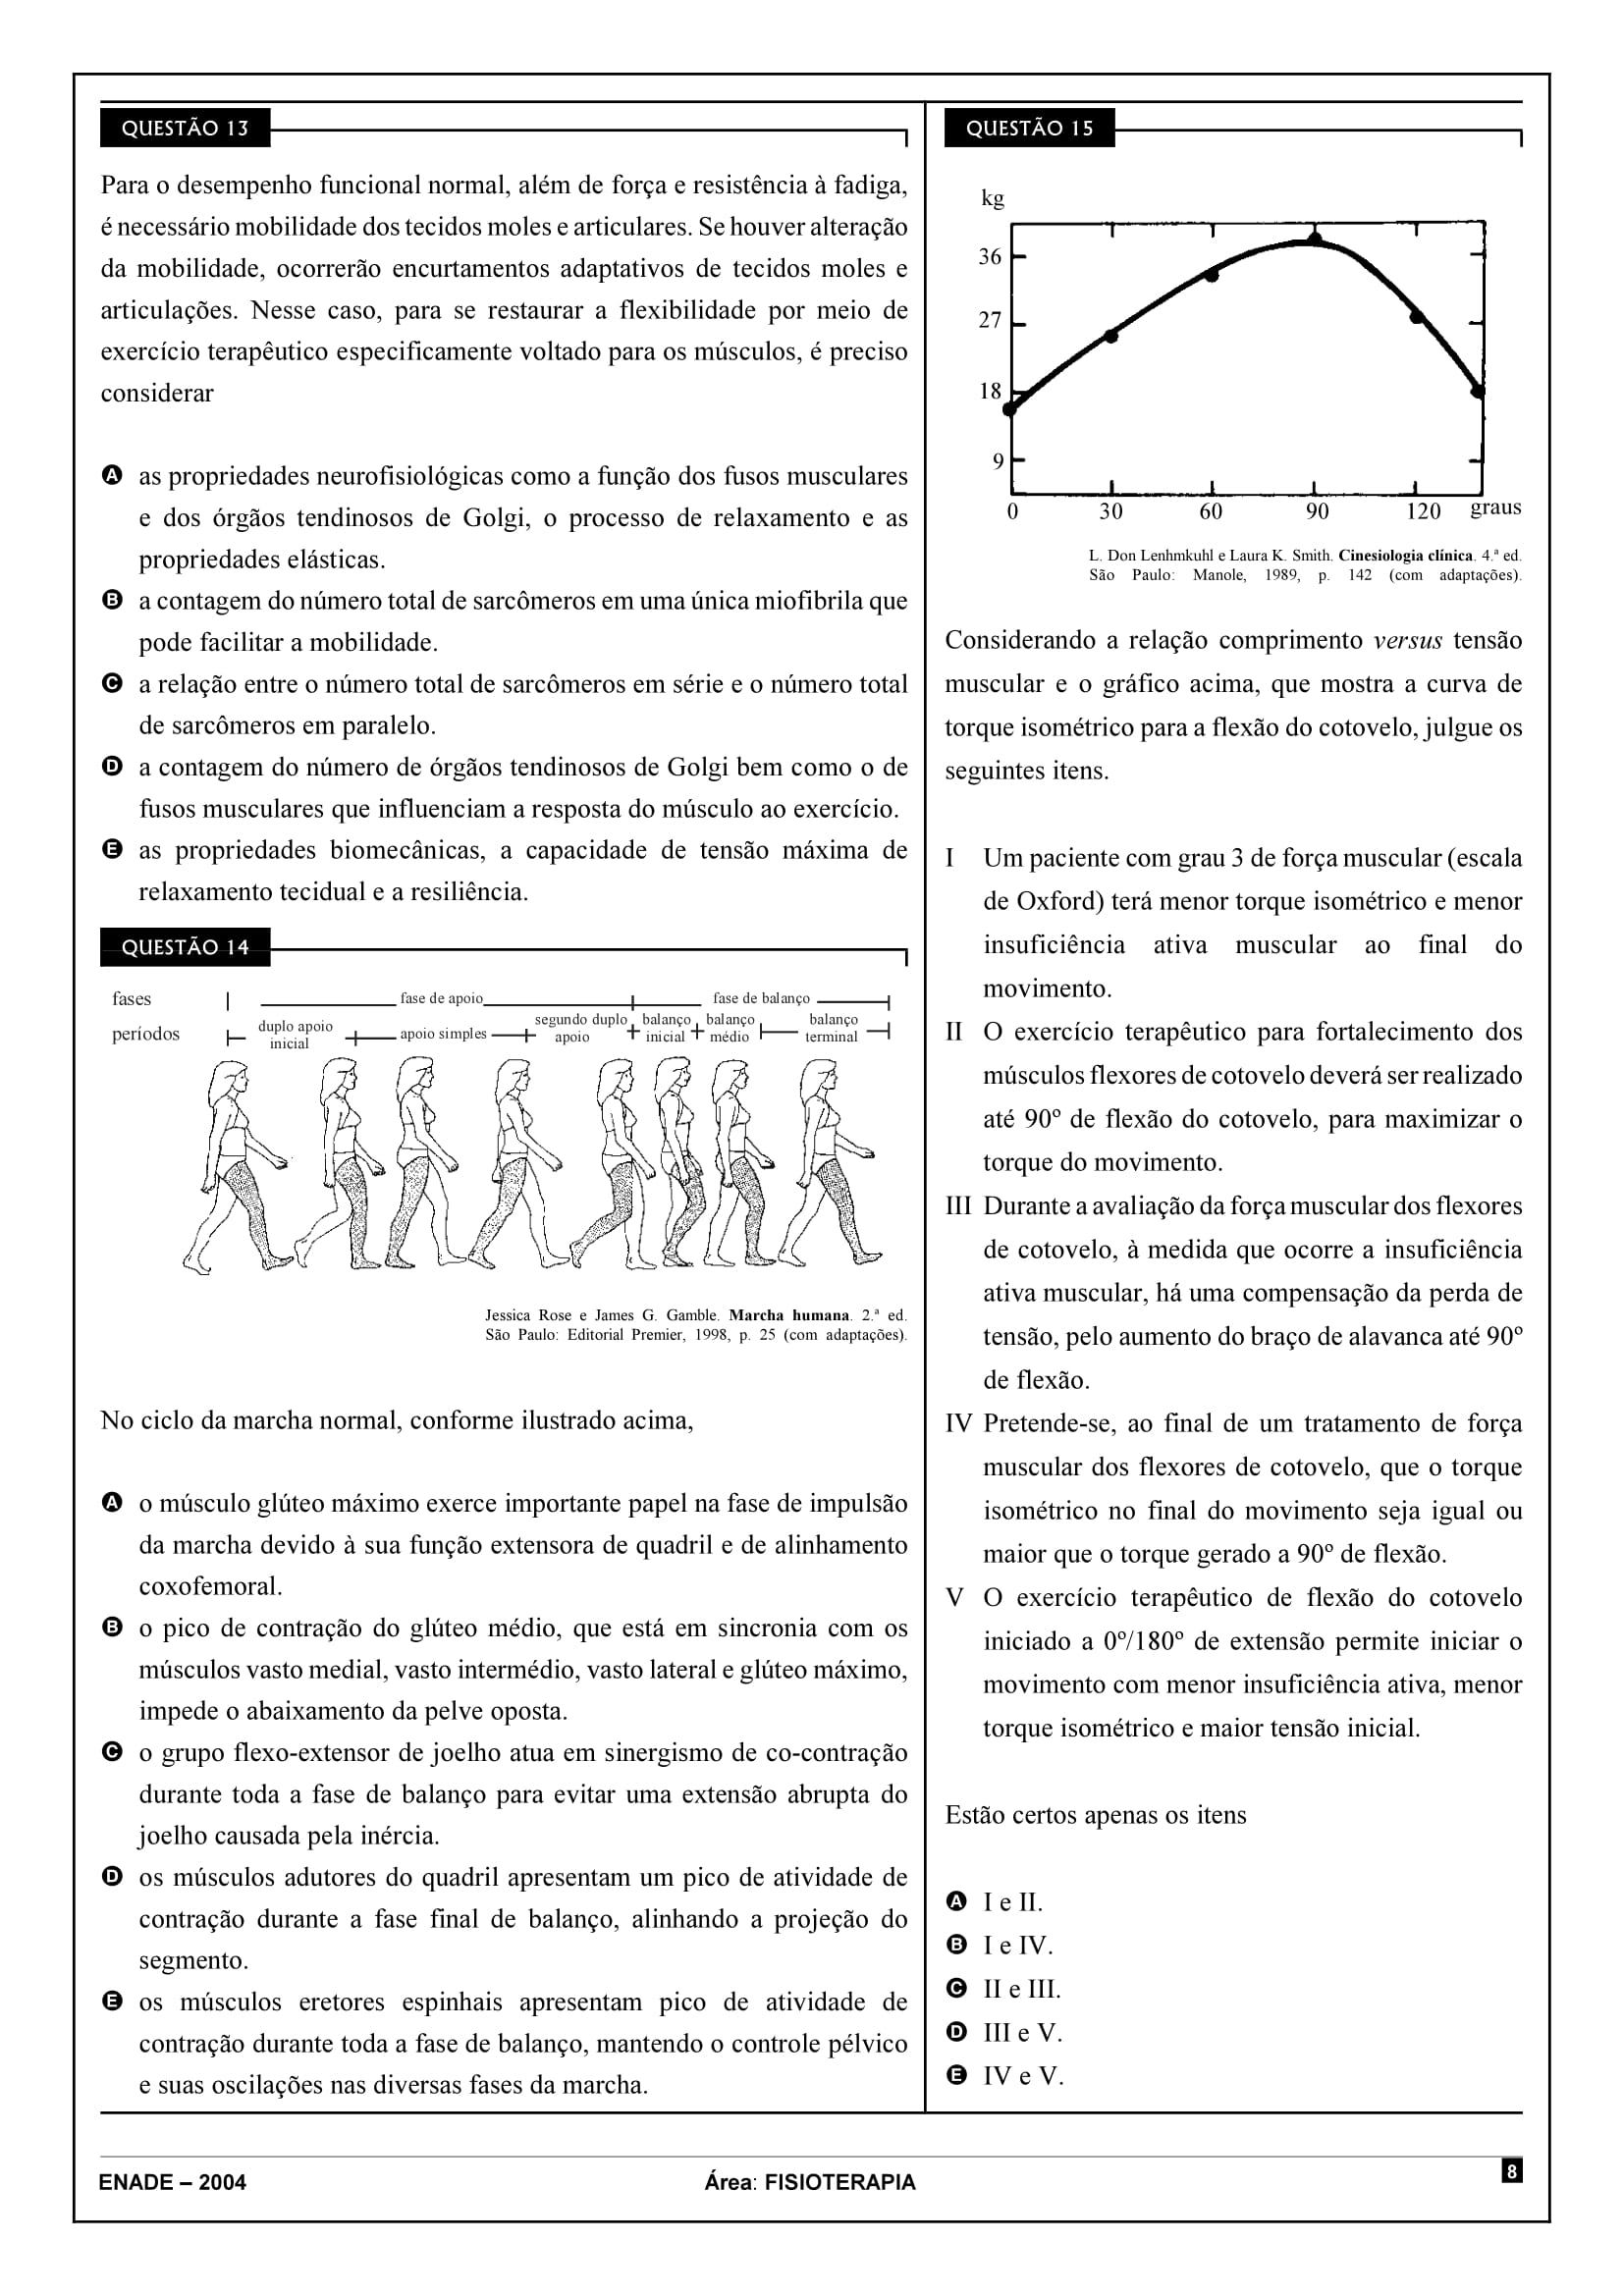 QUESTÃO 13
Para o desempenho funcional normal, além de força e resistência à fadiga,
é necessário mobilidade dos tecidos moles e articulares. Se houver alteração
da mobilidade, ocorrerão encurtamentos adaptativos de tecidos moles e
articulações. Nesse caso, para se restaurar a flexibilidade por meio de
exercício terapêutico especificamente voltado para os músculos, é preciso
considerar
A as propriedades neurofisiológicas como a função dos fusos musculares
e dos órgãos tendinosos de Golgi, o processo de relaxamento e as
propriedades elásticas.
B a contagem do número total de sarcômeros em uma única miofibrila que
pode facilitar a mobilidade.
C a relação entre o número total de sarcômeros em série e o número total
de sarcômeros em paralelo.
D a contagem do número de órgãos tendinosos de Golgi bem como o de
fusos musculares que influenciam a resposta do músculo ao exercício.
E as propriedades biomecânicas, a capacidade de tensão máxima de
relaxamento tecidual e a resiliência.
QUESTÃO 14
fases fase de apoio fase de balanço
períodos duplo apoio inicial apoio simples segundo duplo apoio balanço inicial balanço médio balanço terminal
Jessica Rose e James G. Gamble. Marcha humana. 2.ª ed.
São Paulo: Editorial Premier, 1998, p. 25 (com adaptações).
No ciclo da marcha normal, conforme ilustrado acima,
A o músculo glúteo máximo exerce importante papel na fase de impulsão
da marcha devido à sua função extensora de quadril e de alinhamento
coxofemoral.
B o pico de contração do glúteo médio, que está em sincronia com os
músculos vasto medial, vasto intermédio, vasto lateral e glúteo máximo,
impede o abaixamento da pelve oposta.
C o grupo flexo-extensor de joelho atua em sinergismo de co-contração
durante toda a fase de balanço para evitar uma extensão abrupta do
joelho causada pela inércia.
D os músculos adutores do quadril apresentam um pico de atividade de
contração durante a fase final de balanço, alinhando a projeção do
segmento.
E os músculos eretores espinhais apresentam pico de atividade de
contração durante toda a fase de balanço, mantendo o controle pélvico
e suas oscilações nas diversas fases da marcha.
QUESTÃO 15
kg
36
27
18
9
0 30 60 90 120 graus
L. Don Lenhmkuhl e Laura K. Smith. Cinesiologia clínica. 4.ª ed.
São Paulo: Manole, 1989, p. 142 (com adaptações).
Considerando a relação comprimento versus tensão
muscular e o gráfico acima, que mostra a curva de
torque isométrico para a flexão do cotovelo, julgue os
seguintes itens.
I Um paciente com grau 3 de força muscular (escala
de Oxford) terá menor torque isométrico e menor
insuficiência ativa muscular ao final do
movimento.
II O exercício terapêutico para fortalecimento dos
músculos flexores de cotovelo deverá ser realizado
até 90º de flexão do cotovelo, para maximizar o
torque do movimento.
III Durante a avaliação da força muscular dos flexores
de cotovelo, à medida que ocorre a insuficiência
ativa muscular, há uma compensação da perda de
tensão, pelo aumento do braço de alavanca até 90º
de flexão.
IV Pretende-se, ao final de um tratamento de força
muscular dos flexores de cotovelo, que o torque
isométrico no final do movimento seja igual ou
maior que o torque gerado a 90º de flexão.
V O exercício terapêutico de flexão do cotovelo
iniciado a 0º/180º de extensão permite iniciar o
movimento com menor insuficiência ativa, menor
torque isométrico e maior tensão inicial.
Estão certos apenas os itens
A I e II.
B I e IV.
C II e III.
D III e V.
E IV e V.
ENADE – 2004
Área: FISIOTERAPIA
8